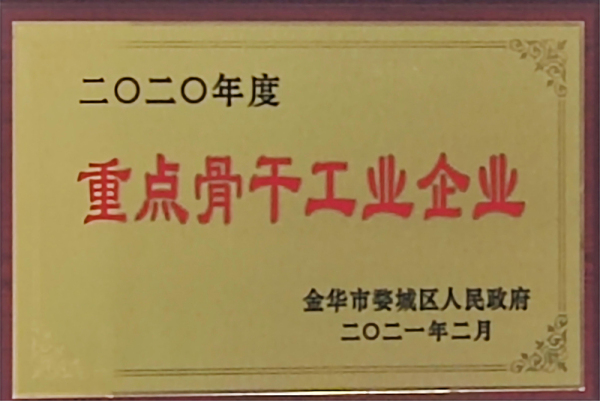 二〇二〇年度
重点骨干工业企业
金华市婺城区人民政府
二〇二一年二月